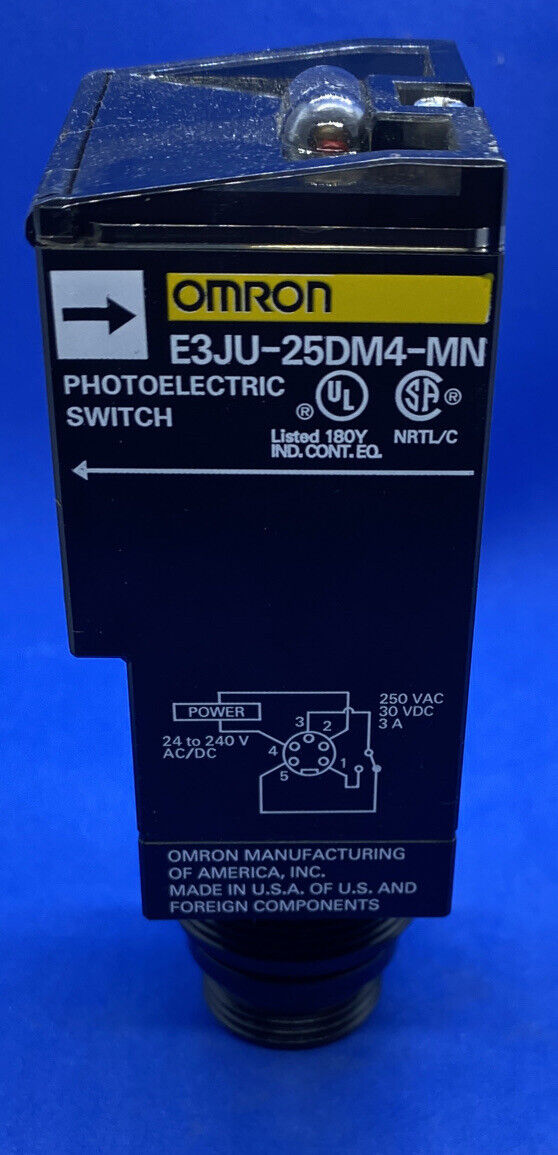 OMRON
E3JU-25DM4-MN
PHOTOELECTRIC
SWITCH
® UL
Listed 180Y
IND. CONT. EQ.
SA ®
NRTL/C
POWER
24 to 240 V
AC/DC
250 VAC
30 VDC
3 A
3
2
4
1
5
OMRON MANUFACTURING
OF AMERICA, INC.
MADE IN U.S.A. OF U.S. AND
FOREIGN COMPONENTS